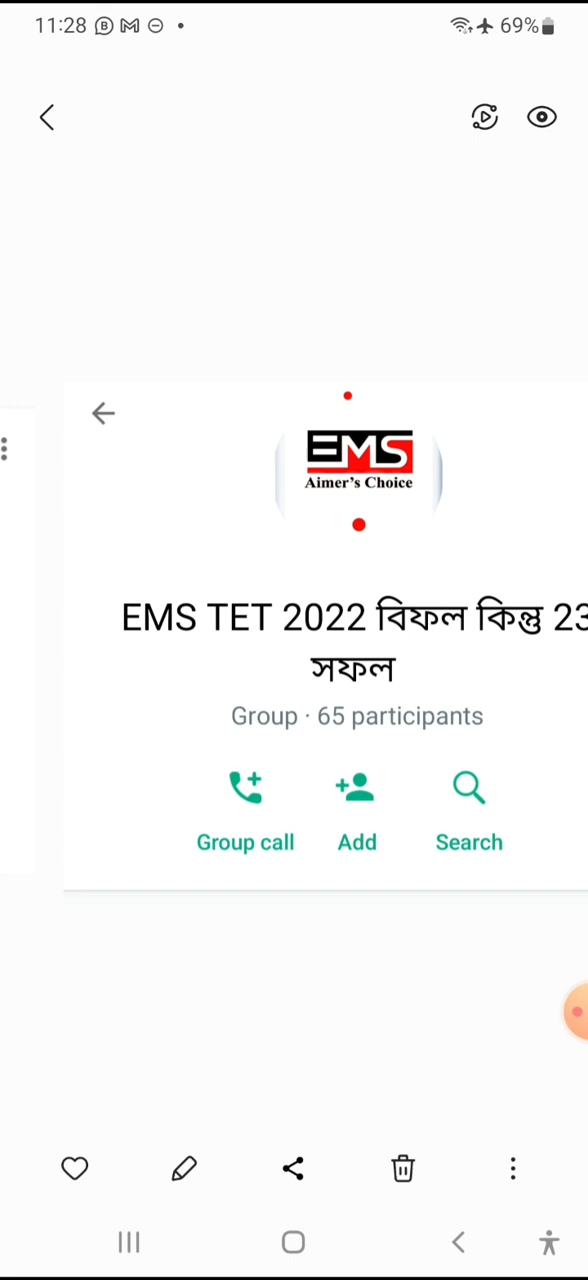 11:28
69%
EMS
Aimer's Choice
EMS TET 2022 বিফল কিন্তু 23
সফল
Group · 65 participants
Group call Add Search